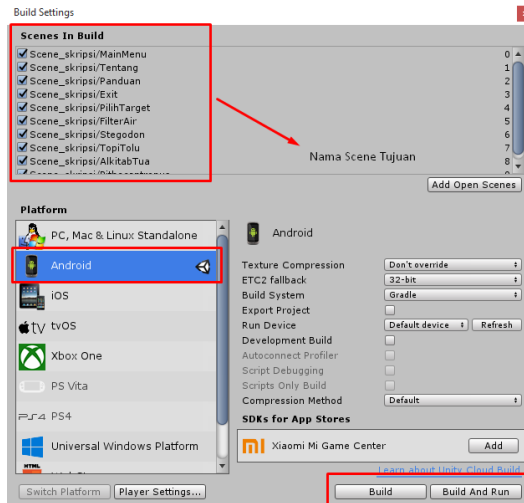 Build Settings
Scenes In Build
Scene_skripsi/MainMenu 0
Scene_skripsi/Tentang 1
Scene_skripsi/Panduan 2
Scene_skripsi/Exit 3
Scene_skripsi/PilihTarget 4
Scene_skripsi/FilterAir 5
Scene_skripsi/Stegodon 6
Scene_skripsi/TopiTolu 7
Scene_skripsi/AlkitabTua 8
Nama Scene Tujuan
Add Open Scenes
Platform
PC, Mac & Linux Standalone
Android
iOS
tvOS
Xbox One
PS Vita
PS4
Universal Windows Platform
HTML
Android
Texture Compression Don't override
ETC2 fallback 32-bit
Build System Gradle
Export Project
Run Device Default device Refresh
Development Build
Autoconnect Profiler
Script Debugging
Scripts Only Build
Compression Method Default
SDKs for App Stores
Xiaomi Mi Game Center Add
Learn about Unity Cloud Build
Switch Platform Player Settings... Build Build And Run